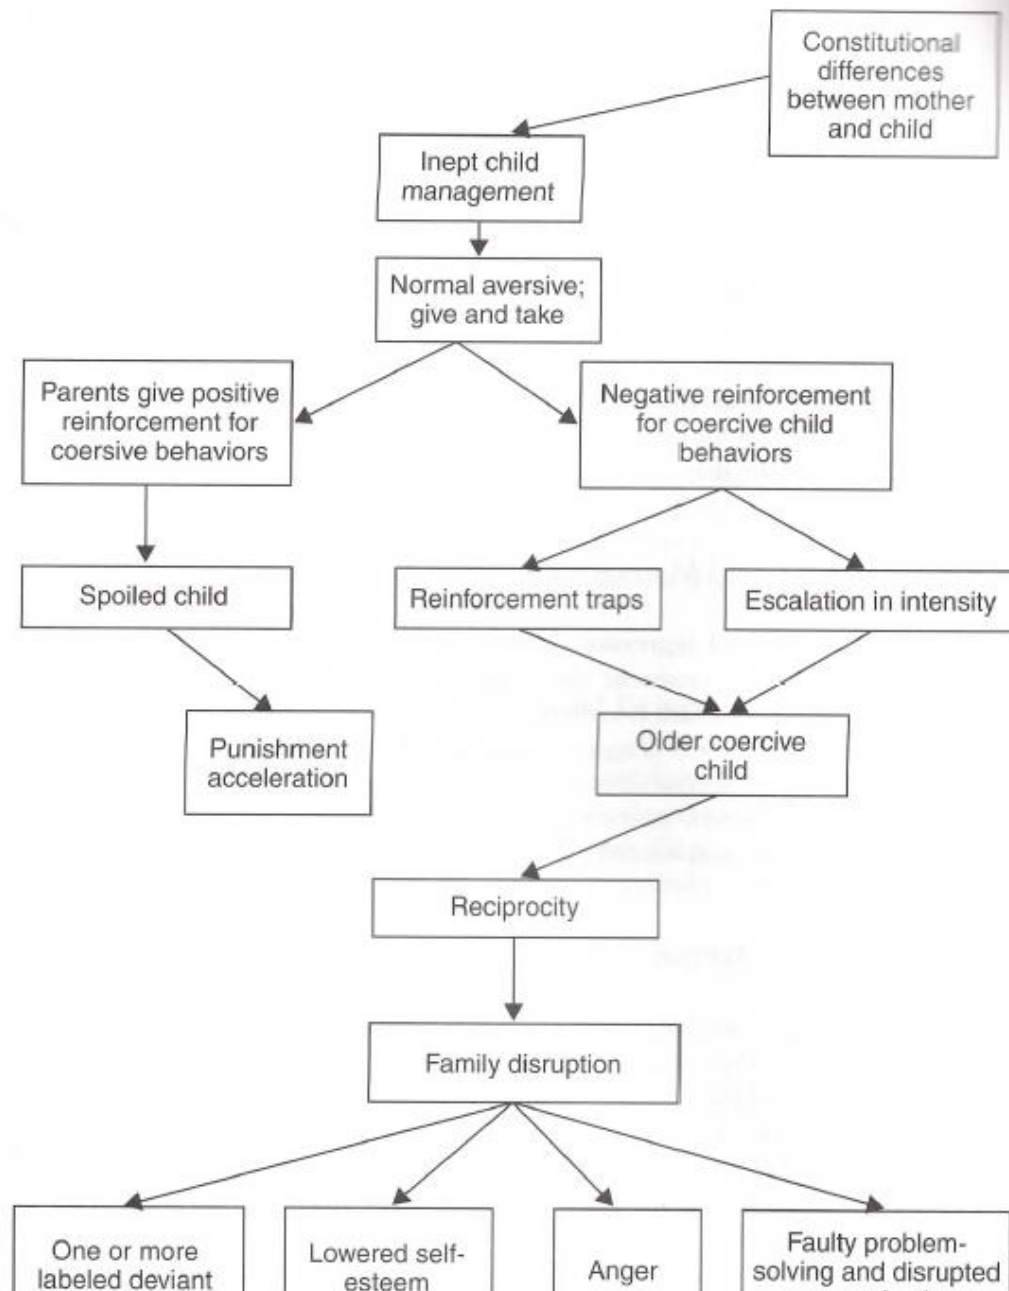 Constitutional
differences
between mother
and child
Inept child
management
Normal aversive;
give and take
Parents give positive
reinforcement for
coersive behaviors
Negative reinforcement
for coercive child
behaviors
Spoiled child
Reinforcement traps
Escalation in intensity
Punishment
acceleration
Older coercive
child
Reciprocity
Family disruption
One or more
labeled deviant
Lowered self-
esteem
Anger
Faulty problem-
solving and disrupted